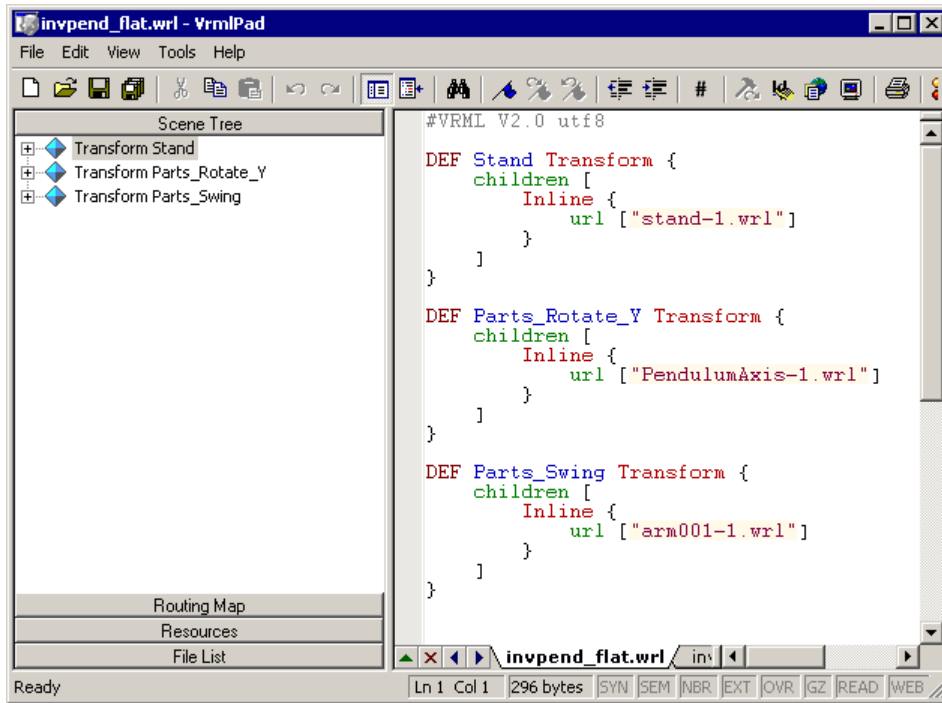 invpend_flat.wrl - VrmlPad
File Edit View Tools Help
#
Scene Tree
Transform Stand
Transform Parts_Rotate_Y
Transform Parts_Swing
Routing Map
Resources
File List
#VRML V2.0 utf8
DEF Stand Transform {
children [
Inline {
url ["stand-1.wrl"]
}
]
}
DEF Parts_Rotate_Y Transform {
children [
Inline {
url ["PendulumAxis-1.wrl"]
}
]
}
DEF Parts_Swing Transform {
children [
Inline {
url ["arm001-1.wrl"]
}
]
}
invpend_flat.wrl
Ready Ln 1 Col 1 296 bytes SYN SEM NBR EXT OVR GZ READ WEB